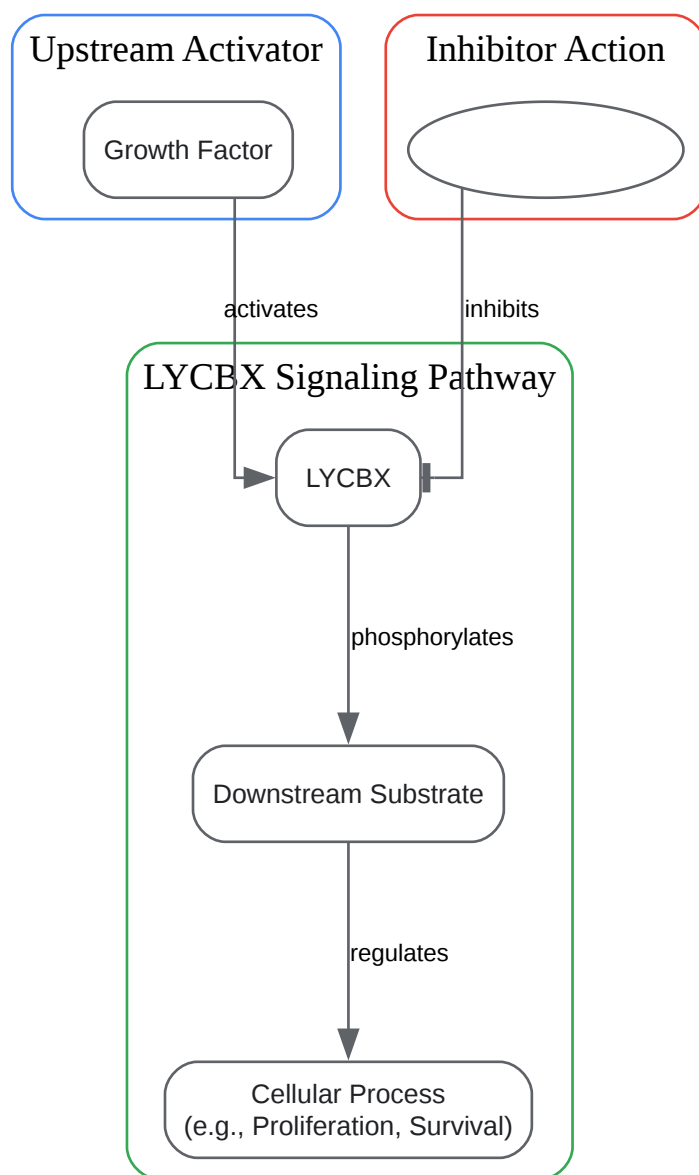 Upstream Activator
Inhibitor Action
Growth Factor
activates
inhibits
LYCBX Signaling Pathway
LYCBX
phosphorylates
Downstream Substrate
regulates
Cellular Process
(e.g., Proliferation, Survival)